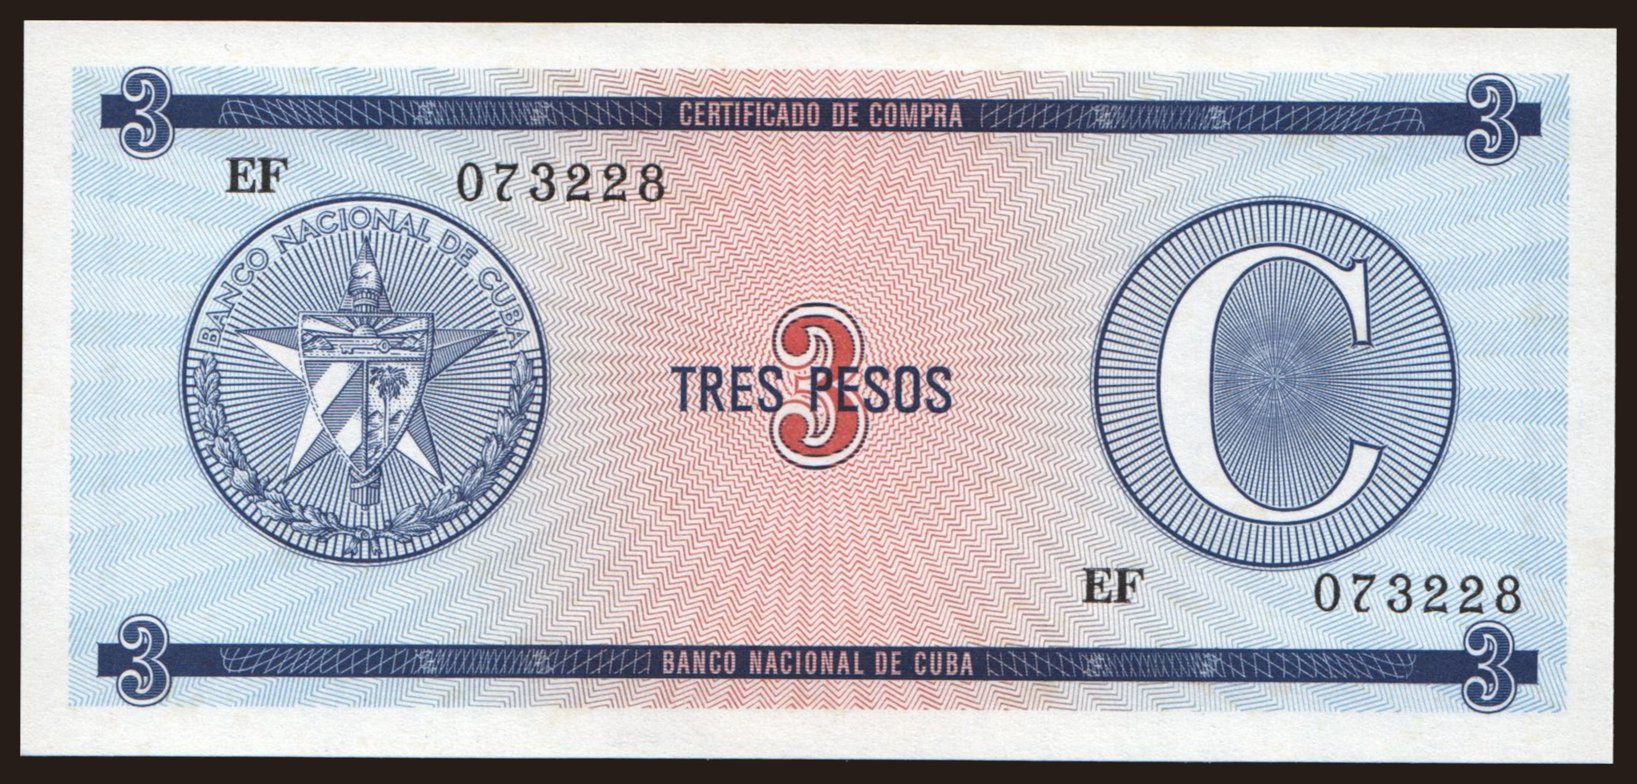 3 CERTIFICADO DE COMPRA 3
EF 073228
BANCO NACIONAL DE CUBA
3
TRES PESOS
C
EF 073228
3 BANCO NACIONAL DE CUBA 3